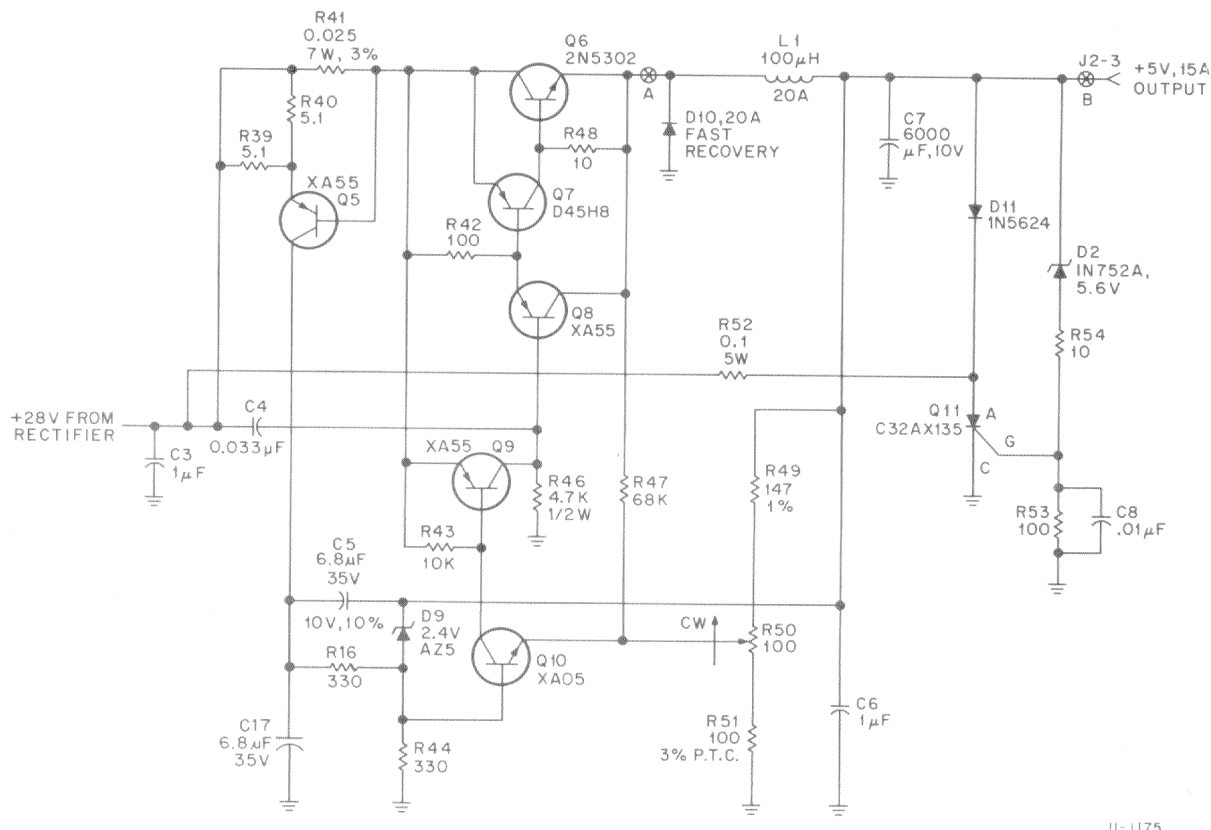 R41
0.025
7W, 3%
Q6
2N5302
L1
100µH
20A
J2-3
+5V, 15A
OUTPUT
A
B
R40
5.1
R39
5.1
XA55
Q5
R48
10
D10, 20A
FAST
RECOVERY
C7
6000
µF, 10V
Q7
D45H8
D11
1N5624
R42
100
D2
IN752A,
5.6V
Q8
XA55
R52
0.1
5W
R54
10
+28V FROM
RECTIFIER
C4
0.033µF
C3
1µF
Q11
C32AX135
A
G
C
XA55
Q9
R46
4.7K
1/2W
R47
68K
R49
147
1%
R53
100
C8
.01µF
R43
10K
C5
6.8µF
35V
10V, 10%
D9
2.4V
AZ5
CW
R50
100
R16
330
Q10
XA05
C17
6.8µF
35V
R44
330
R51
100
3% P.T.C.
C6
1µF
11-1175